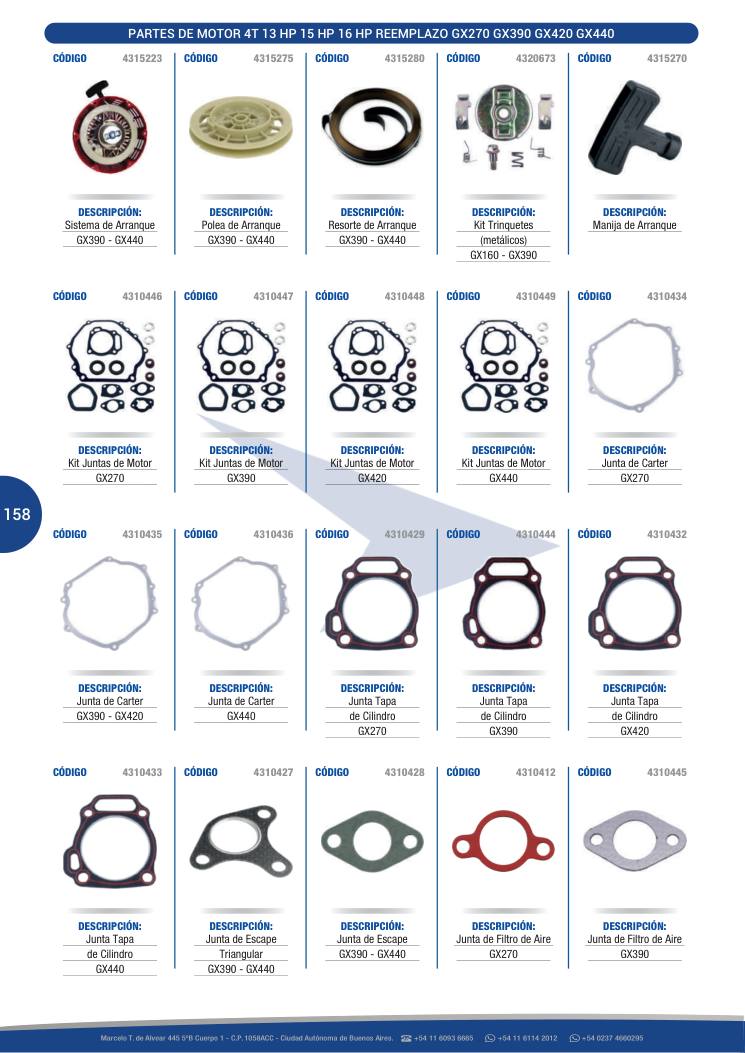 PARTES DE MOTOR 4T 13 HP 15 HP 16 HP REEMPLAZO GX270 GX390 GX420 GX440
CÓDIGO 4315223
DESCRIPCIÓN:
Sistema de Arranque
GX390 - GX440
CÓDIGO 4315275
DESCRIPCIÓN:
Polea de Arranque
GX390 - GX440
CÓDIGO 4315280
DESCRIPCIÓN:
Resorte de Arranque
GX390 - GX440
CÓDIGO 4320673
DESCRIPCIÓN:
Kit Trinquetes
(metálicos)
GX160 - GX390
CÓDIGO 4315270
DESCRIPCIÓN:
Manija de Arranque
CÓDIGO 4310446
DESCRIPCIÓN:
Kit Juntas de Motor
GX270
CÓDIGO 4310447
DESCRIPCIÓN:
Kit Juntas de Motor
GX390
CÓDIGO 4310448
DESCRIPCIÓN:
Kit Juntas de Motor
GX420
CÓDIGO 4310449
DESCRIPCIÓN:
Kit Juntas de Motor
GX440
CÓDIGO 4310434
DESCRIPCIÓN:
Junta de Carter
GX270
158
CÓDIGO 4310435
DESCRIPCIÓN:
Junta de Carter
GX390 - GX420
CÓDIGO 4310436
DESCRIPCIÓN:
Junta de Carter
GX440
CÓDIGO 4310429
DESCRIPCIÓN:
Junta Tapa
de Cilindro
GX270
CÓDIGO 4310444
DESCRIPCIÓN:
Junta Tapa
de Cilindro
GX390
CÓDIGO 4310432
DESCRIPCIÓN:
Junta Tapa
de Cilindro
GX420
CÓDIGO 4310433
DESCRIPCIÓN:
Junta Tapa
de Cilindro
GX440
CÓDIGO 4310427
DESCRIPCIÓN:
Junta de Escape
Triangular
GX390 - GX440
CÓDIGO 4310428
DESCRIPCIÓN:
Junta de Escape
GX390 - GX440
CÓDIGO 4310412
DESCRIPCIÓN:
Junta de Filtro de Aire
GX270
CÓDIGO 4310445
DESCRIPCIÓN:
Junta de Filtro de Aire
GX390
Marcelo T. de Alvear 445 5ºB Cuerpo 1 - C.P. 1058ACC - Ciudad Autónoma de Buenos Aires. +54 11 6093 6665 +54 11 6114 2012 +54 0237 4660295